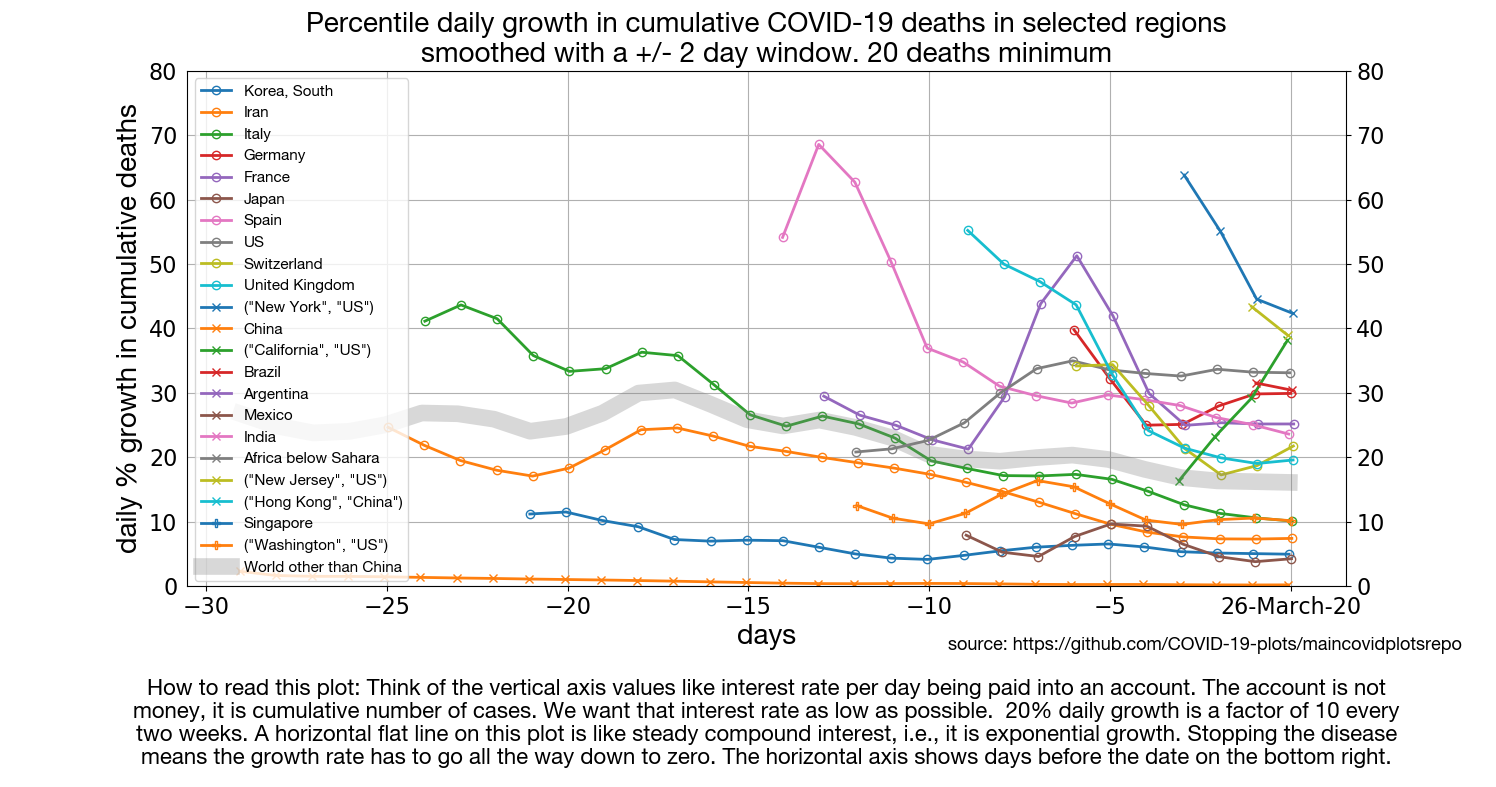 Percentile daily growth in cumulative COVID-19 deaths in selected regions
smoothed with a +/- 2 day window. 20 deaths minimum
daily % growth in cumulative deaths
80
70
60
50
40
30
20
10
0
80
70
60
50
40
30
20
10
0
Korea, South
Iran
Italy
Germany
France
Japan
Spain
US
Switzerland
United Kingdom
("New York", "US")
China
("California", "US")
Brazil
Argentina
Mexico
India
Africa below Sahara
("New Jersey", "US")
("Hong Kong", "China")
Singapore
("Washington", "US")
World other than China
−30 −25 −20 −15 −10 −5 26-March-20
days
source: https://github.com/COVID-19-plots/maincovidplotsrepo
How to read this plot: Think of the vertical axis values like interest rate per day being paid into an account. The account is not
money, it is cumulative number of cases. We want that interest rate as low as possible.  20% daily growth is a factor of 10 every
two weeks. A horizontal flat line on this plot is like steady compound interest, i.e., it is exponential growth. Stopping the disease
means the growth rate has to go all the way down to zero. The horizontal axis shows days before the date on the bottom right.